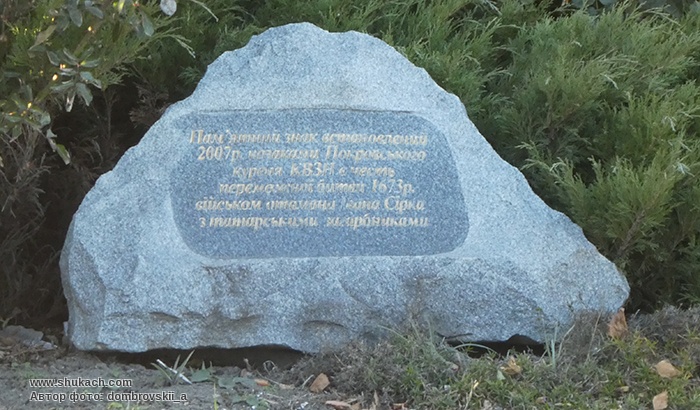 Пам'ятний знак встановлений
2007р. козаками Покровського
куреня КВЗН в честь
переможної битви 1673р.
війском отамана Івана Сірка
з татарськими загарбниками
www.shukach.com
Автор фото: dombrovskii_a